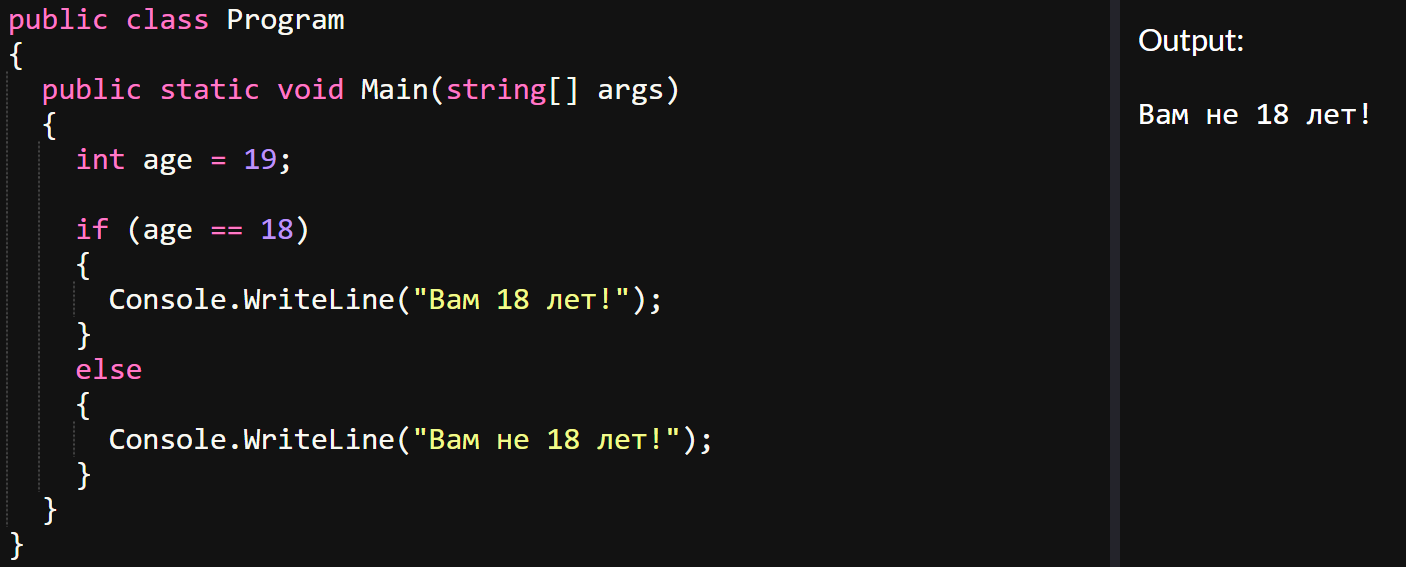 public class Program
{
  public static void Main(string[] args)
  {
    int age = 19;

    if (age == 18)
    {
      Console.WriteLine("Вам 18 лет!");
    }
    else
    {
      Console.WriteLine("Вам не 18 лет!");
    }
  }
}
Output:
Вам не 18 лет!